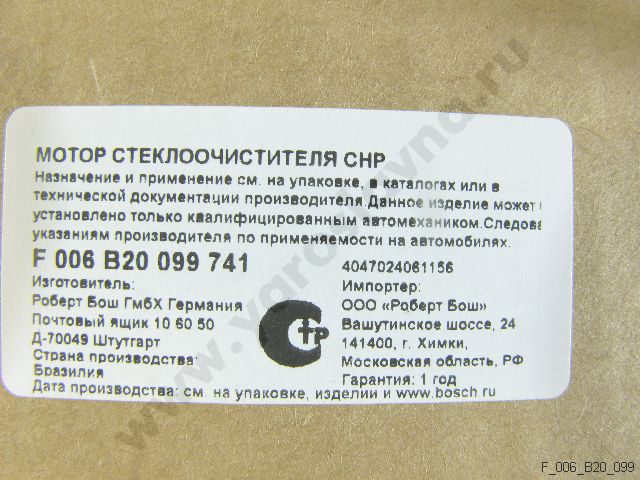 МОТОР СТЕКЛООЧИСТИТЕЛЯ CHP
Назначение и применение см. на упаковке, в каталогах или в
технической документации производителя.Данное изделие может
установлено только квалифицированным автомехаником.Следова
указаниям производителя по применяемости на автомобилях.
F 006 B20 099 741
4047024061156
Изготовитель:
Роберт Бош ГмбХ Германия
Почтовый ящик 10 60 50
Д-70049 Штутгарт
Страна производства:
Бразилия
Стр
Импортер:
ООО «Роберт Бош»
Вашутинское шоссе, 24
141400, г. Химки,
Московская область, РФ
Гарантия: 1 год
Дата производства: см. на упаковке, изделии и www.bosch.ru
F_006_B20_099